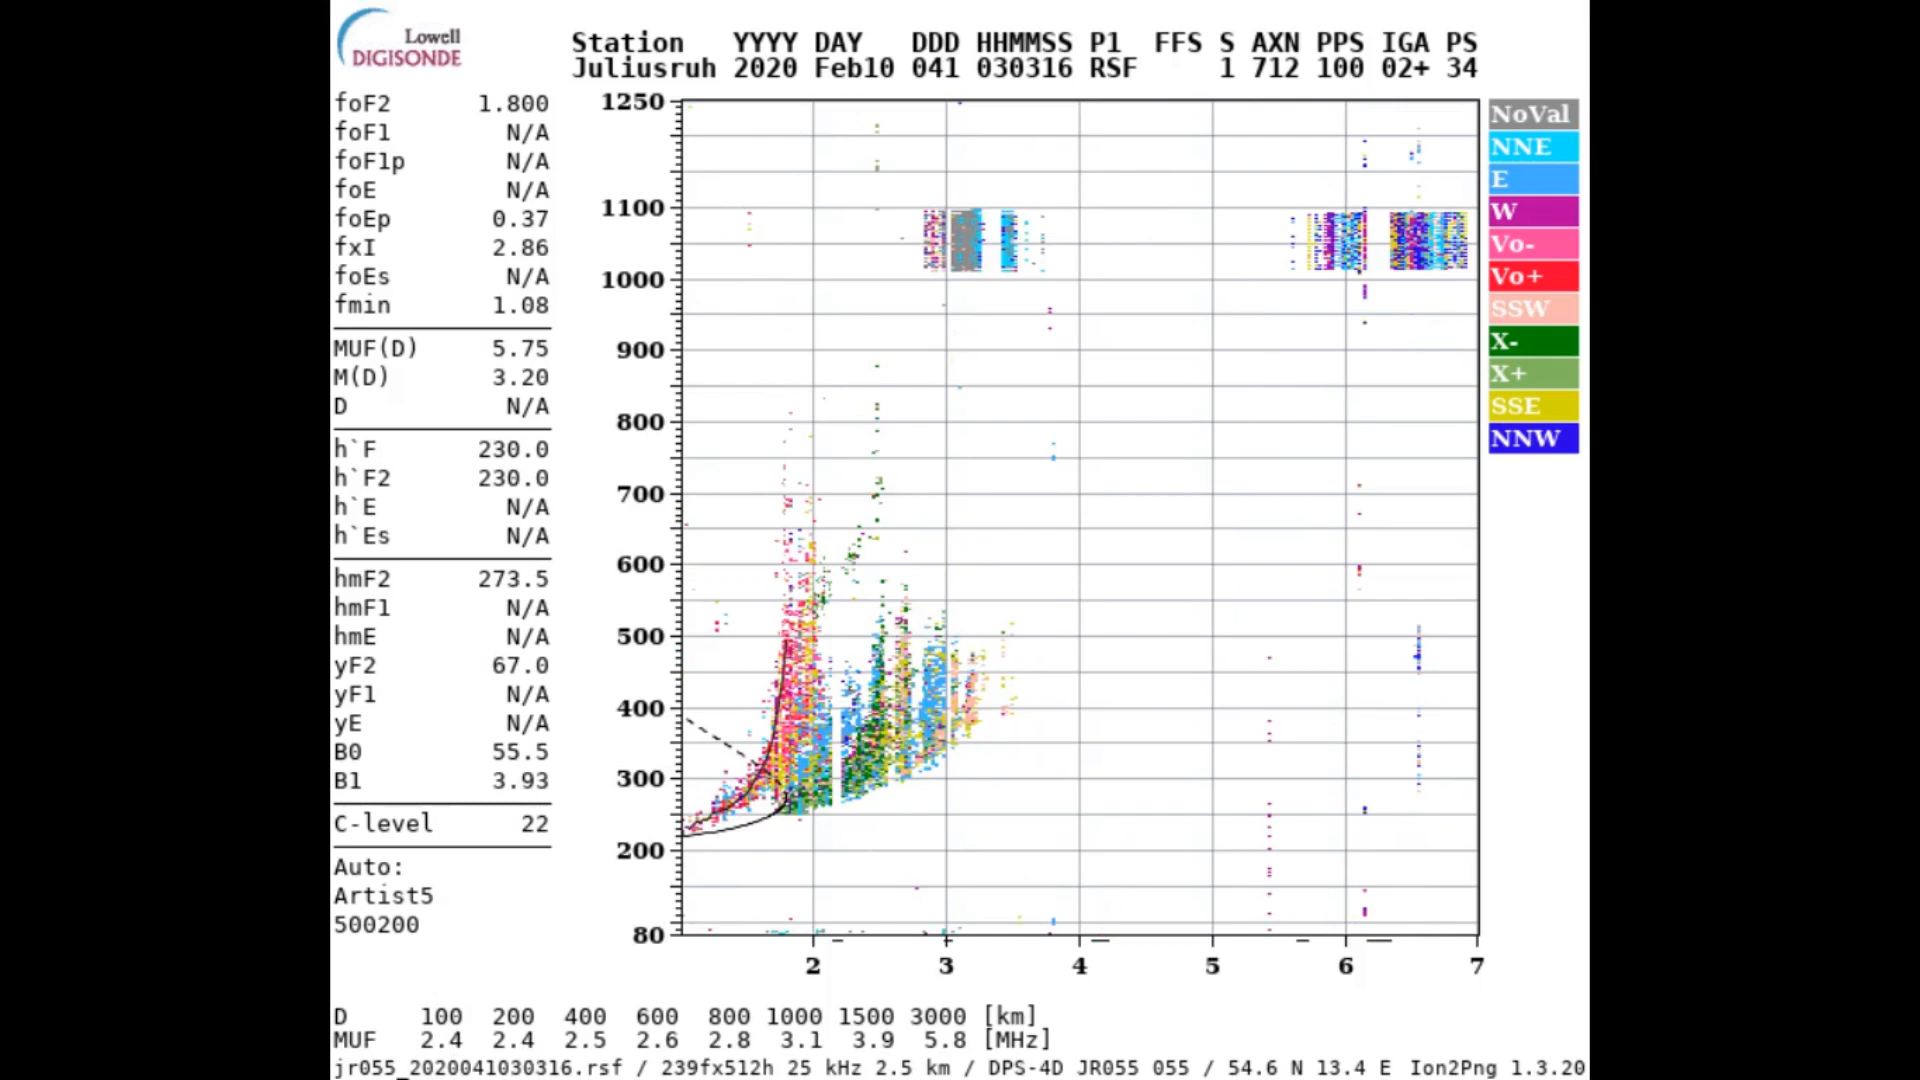 Lowell
DIGISONDE
Station YYYY DAY DDD HHMMSS P1 FFS S AXN PPS IGA PS
Juliusruh 2020 Feb10 041 030316 RSF 1 712 100 02+ 34
foF2 1.800
foF1 N/A
foF1p N/A
foE N/A
foEp 0.37
fxI 2.86
foEs N/A
fmin 1.08
MUF(D) 5.75
M(D) 3.20
D N/A
h`F 230.0
h`F2 230.0
h`E N/A
h`Es N/A
hmF2 273.5
hmF1 N/A
hmE N/A
yF2 67.0
yF1 N/A
yE N/A
B0 55.5
B1 3.93
C-level 22
Auto:
Artist5
500200
1250
1100
1000
900
800
700
600
500
400
300
200
80
2 3 4 5 6 7
NoVal
NNE
E
W
Vo-
Vo+
SSW
X-
X+
SSE
NNW
D 100 200 400 600 800 1000 1500 3000 [km]
MUF 2.4 2.4 2.5 2.6 2.8 3.1 3.9 5.8 [MHz]
jr055_2020041030316.rsf / 239fx512h 25 kHz 2.5 km / DPS-4D JR055 055 / 54.6 N 13.4 E Ion2Png 1.3.20